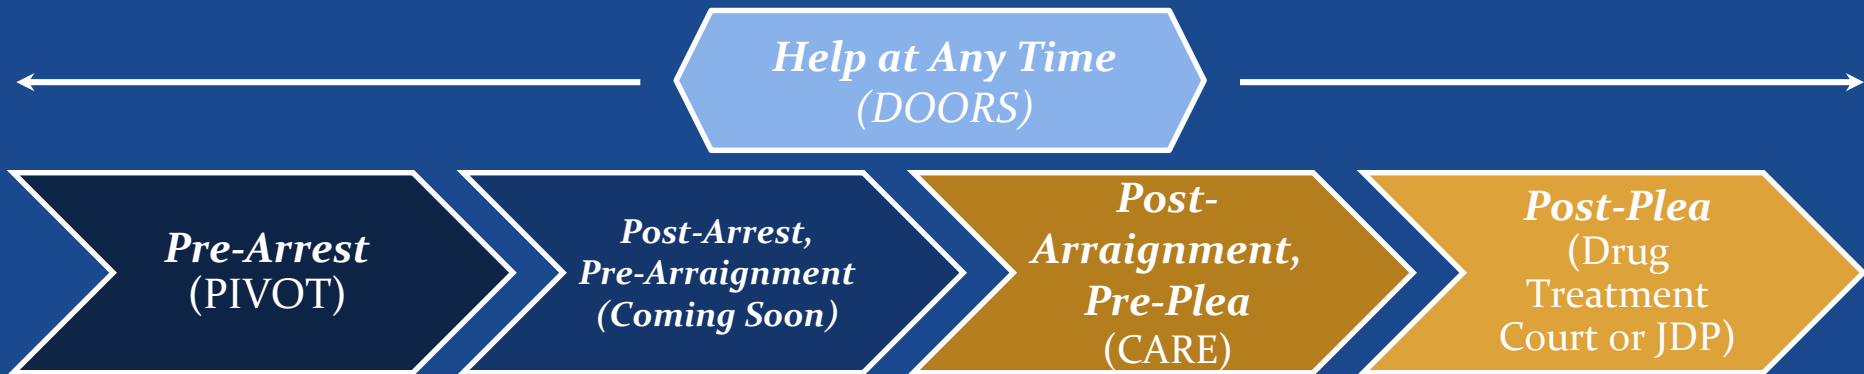 Help at Any Time
(DOORS)
Pre-Arrest
(PIVOT)
Post-Arrest,
Pre-Arraignment
(Coming Soon)
Post-
Arraignment,
Pre-Plea
(CARE)
Post-Plea
(Drug
Treatment
Court or JDP)